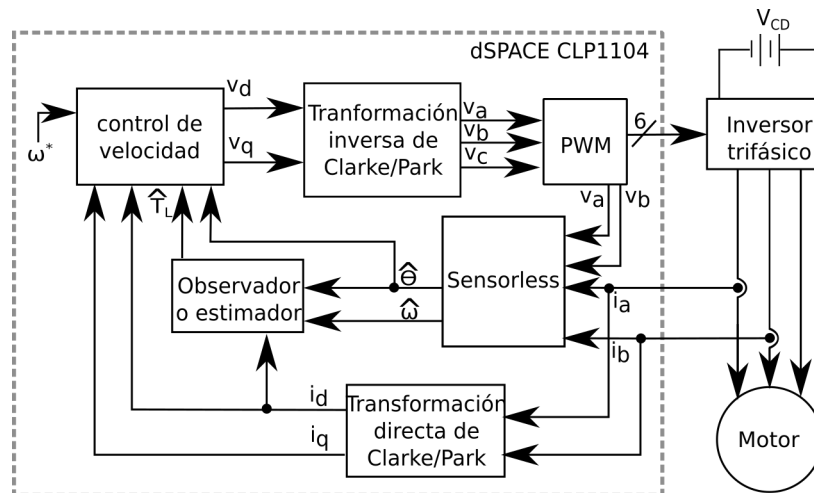 V_CD
dSPACE CLP1104
control de
velocidad
ω*
v_d
v_q
Tranformación
inversa de
Clarke/Park
v_a
v_b
v_c
PWM
6
Inversor
trifásico
v_a
v_b
T̂_L
Observador
o estimador
θ̂
ω̂
Sensorless
i_a
i_b
i_d
i_q
Transformación
directa de
Clarke/Park
Motor